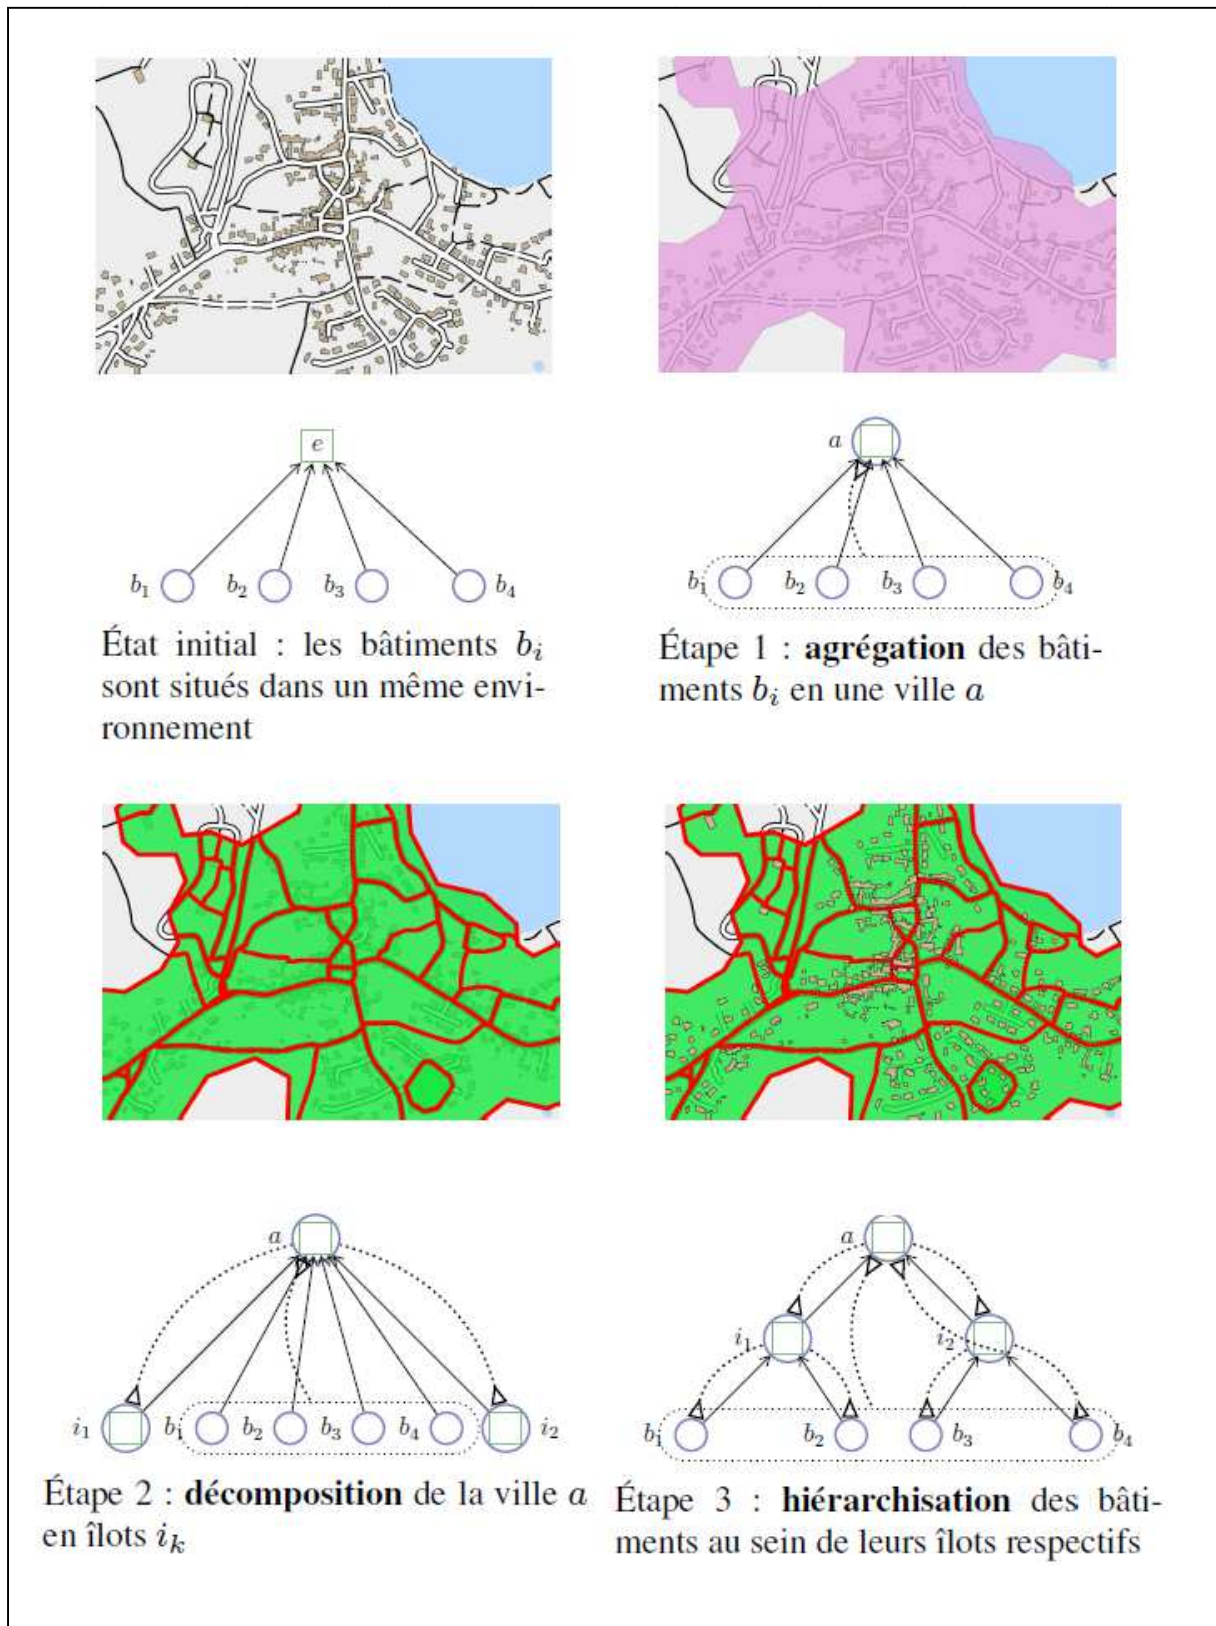 e
b₁ b₂ b₃ b₄
État initial : les bâtiments bᵢ
sont situés dans un même envi-
ronnement
a
b₁ b₂ b₃ b₄
Étape 1 : agrégation des bâti-
ments bᵢ en une ville a
a
i₁ b₁ b₂ b₃ b₄ i₂
Étape 2 : décomposition de la ville a
en îlots iₖ
a
i₁ i₂
b₁ b₂ b₃ b₄
Étape 3 : hiérarchisation des bâti-
ments au sein de leurs îlots respectifs